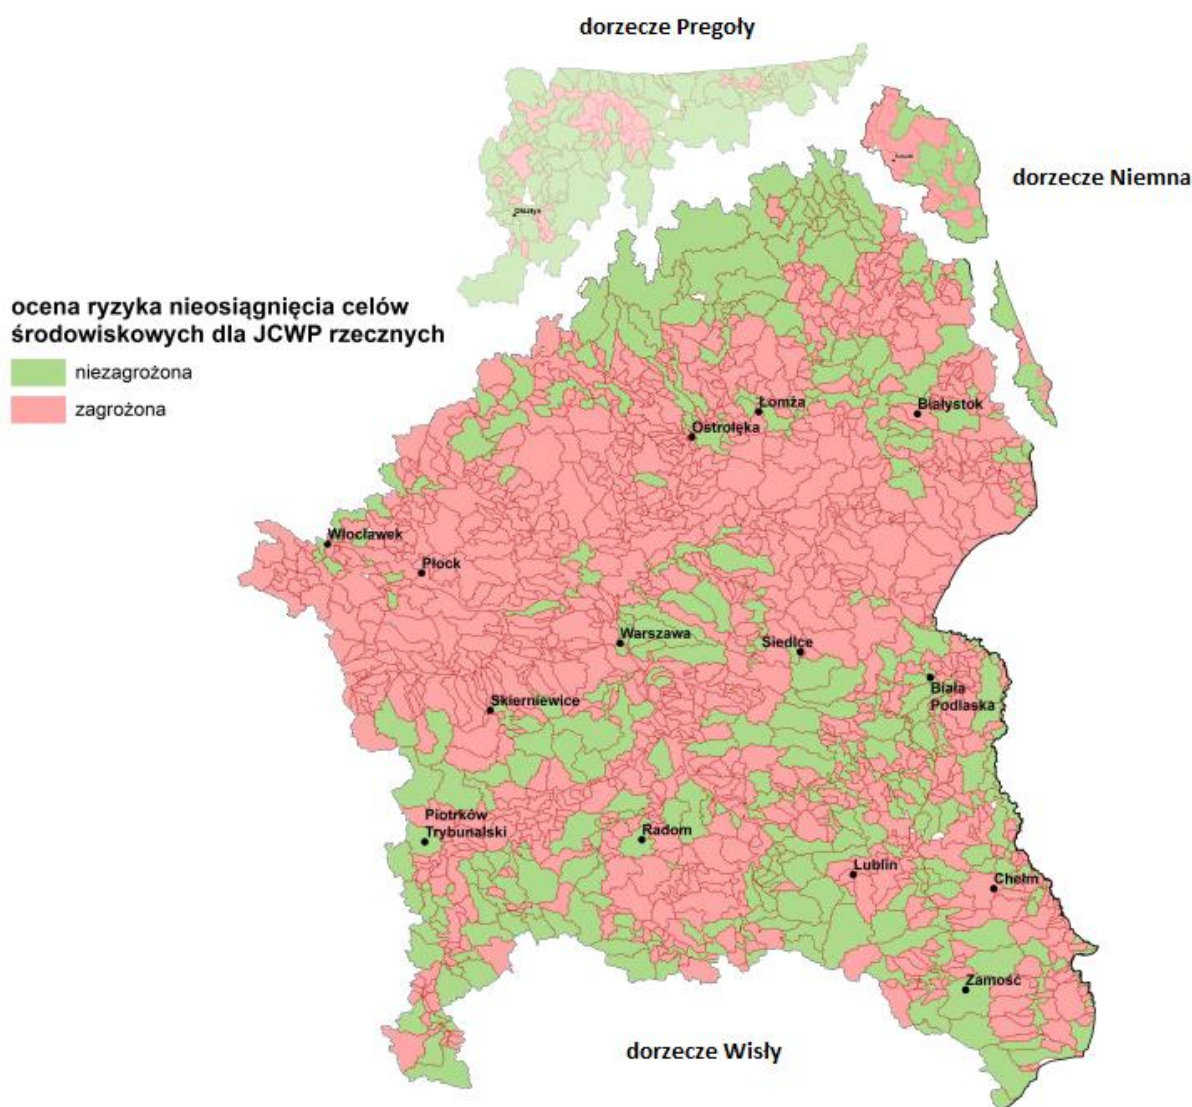 dorzecze Pregoły
dorzecze Niemna
Olsztyn
ocena ryzyka nieosiągnięcia celów
środowiskowych dla JCWP rzecznych
niezagrożona
zagrożona
Łomża
Białystok
Ostrołęka
Włocławek
Płock
Warszawa
Siedlce
Biała
Podlaska
Skierniewice
Piotrków
Trybunalski
Radom
Lublin
Chełm
Zamość
dorzecze Wisły